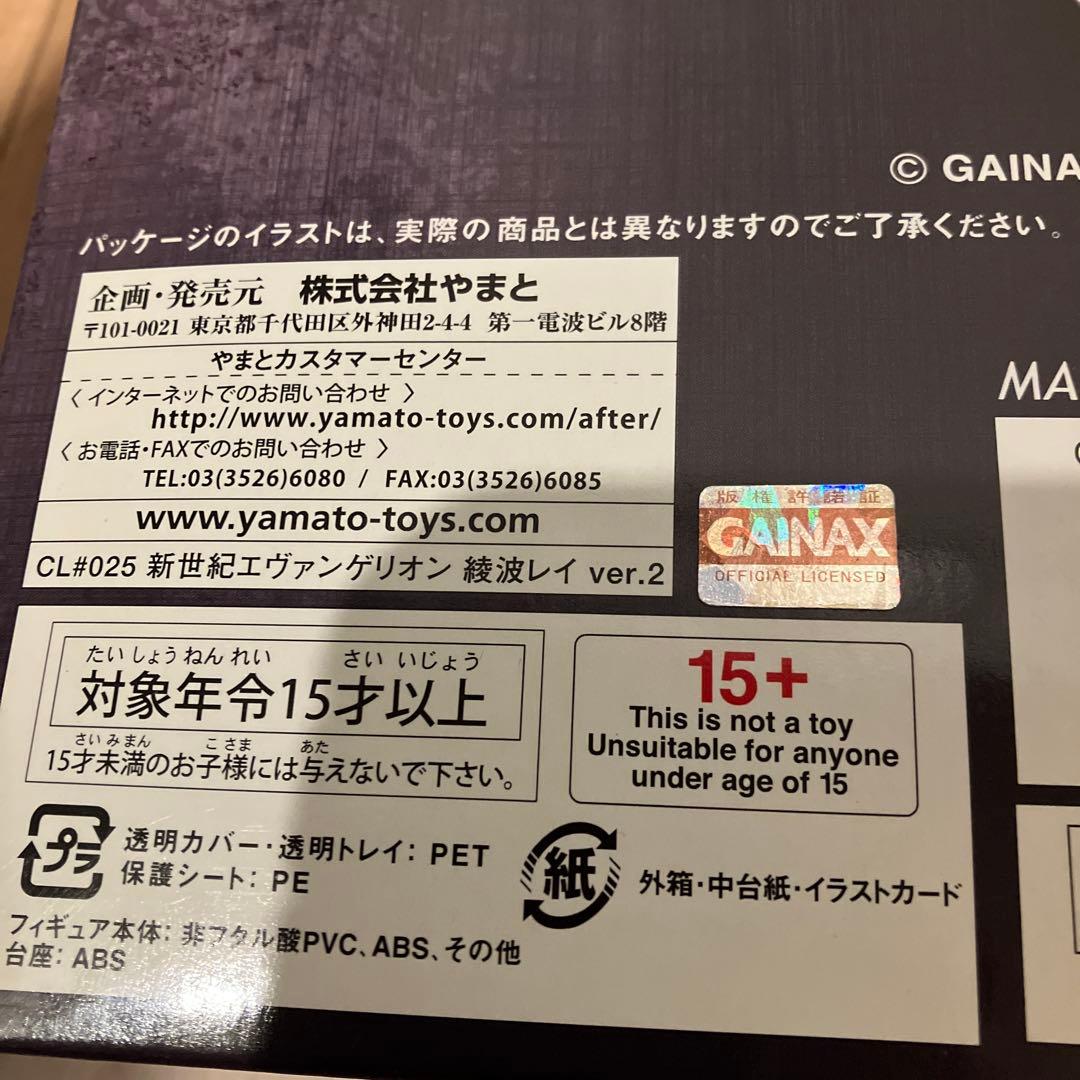 © GAINA
パッケージのイラストは、実際の商品とは異なりますのでご了承ください。
企画・発売元 株式会社やまと
〒101-0021 東京都千代田区外神田2-4-4 第一電波ビル8階
やまとカスタマーセンター
〈 インターネットでのお問い合わせ 〉
http://www.yamato-toys.com/after/
〈 お電話・FAXでのお問い合わせ 〉
TEL:03(3526)6080 / FAX:03(3526)6085
www.yamato-toys.com
CL#025 新世紀エヴァンゲリオン 綾波レイ ver.2
MA
版権許諾証
GAINAX
OFFICIAL LICENSED
たいしょうねんれい さいいじょう
対象年令15才以上
さいみまん こさま あた
15才未満のお子様には与えないで下さい。
15+
This is not a toy
Unsuitable for anyone
under age of 15
プラ
透明カバー・透明トレイ: PET
保護シート: PE
紙
外箱・中台紙・イラストカード
フィギュア本体: 非フタル酸PVC、ABS、その他
台座: ABS